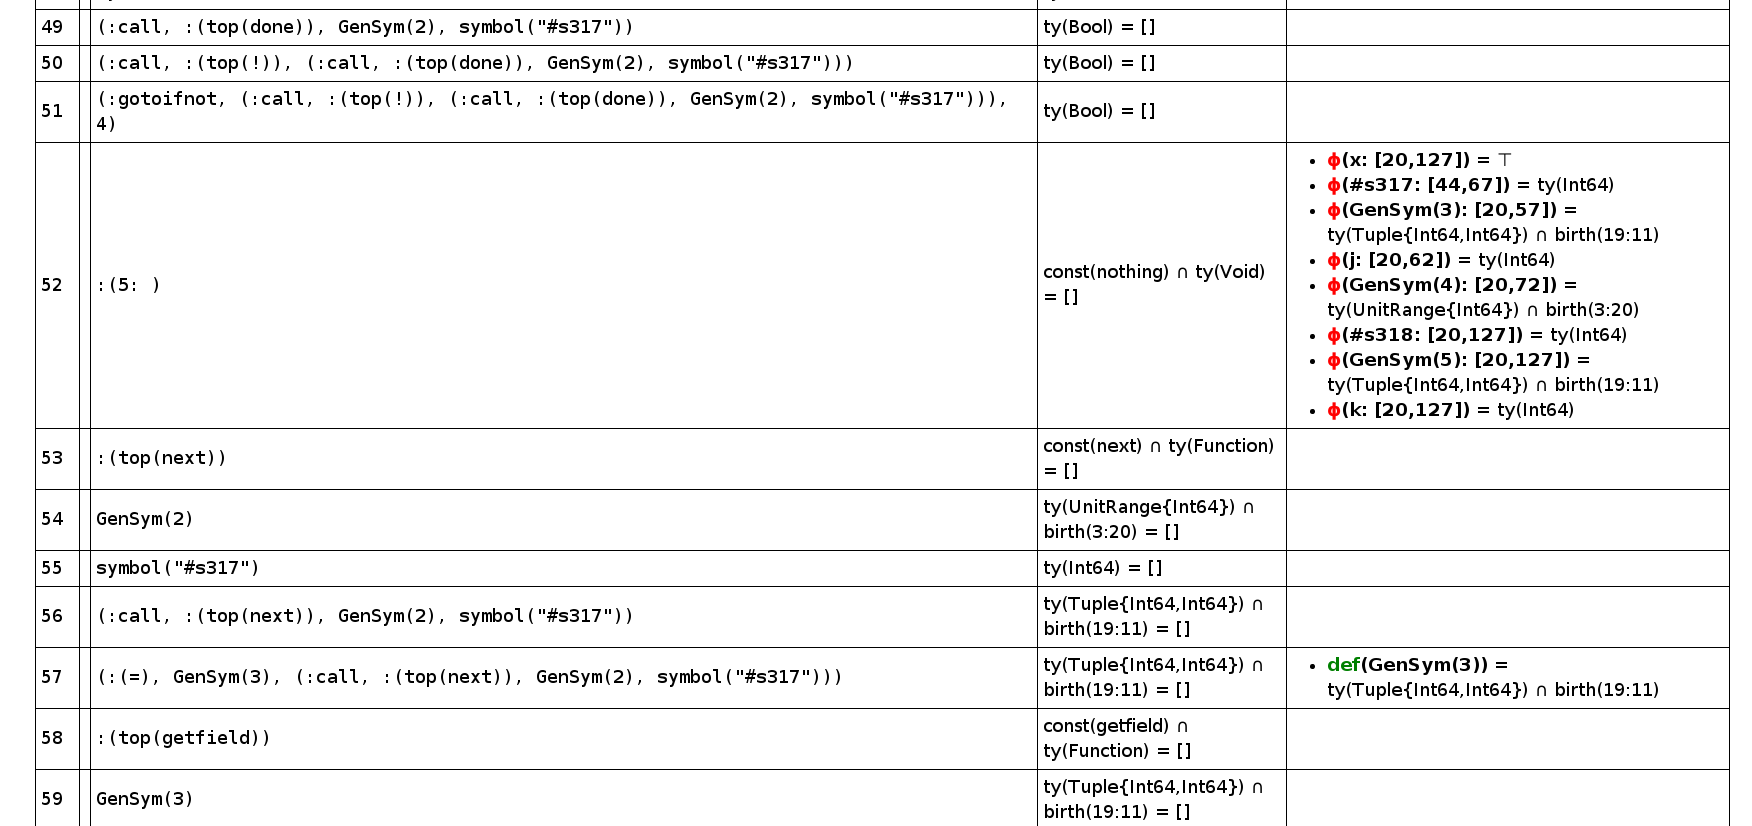 49 (:call, :(top(done)), GenSym(2), symbol("#s317")) ty(Bool) = []
50 (:call, :(top(!)), (:call, :(top(done)), GenSym(2), symbol("#s317"))) ty(Bool) = []
51 (:gotoifnot, (:call, :(top(!)), (:call, :(top(done)), GenSym(2), symbol("#s317"))), ty(Bool) = []
4)
52 :(5: ) const(nothing) ∩ ty(Void)
= []
• ϕ(x: [20,127]) = ⊤
• ϕ(#s317: [44,67]) = ty(Int64)
• ϕ(GenSym(3): [20,57]) =
ty(Tuple{Int64,Int64}) ∩ birth(19:11)
• ϕ(j: [20,62]) = ty(Int64)
• ϕ(GenSym(4): [20,72]) =
ty(UnitRange{Int64}) ∩ birth(3:20)
• ϕ(#s318: [20,127]) = ty(Int64)
• ϕ(GenSym(5): [20,127]) =
ty(Tuple{Int64,Int64}) ∩ birth(19:11)
• ϕ(k: [20,127]) = ty(Int64)
53 :(top(next)) const(next) ∩ ty(Function)
= []
54 GenSym(2) ty(UnitRange{Int64}) ∩
birth(3:20) = []
55 symbol("#s317") ty(Int64) = []
56 (:call, :(top(next)), GenSym(2), symbol("#s317")) ty(Tuple{Int64,Int64}) ∩
birth(19:11) = []
57 (:(=), GenSym(3), (:call, :(top(next)), GenSym(2), symbol("#s317"))) ty(Tuple{Int64,Int64}) ∩
birth(19:11) = []
• def(GenSym(3)) =
ty(Tuple{Int64,Int64}) ∩ birth(19:11)
58 :(top(getfield)) const(getfield) ∩
ty(Function) = []
59 GenSym(3) ty(Tuple{Int64,Int64}) ∩
birth(19:11) = []